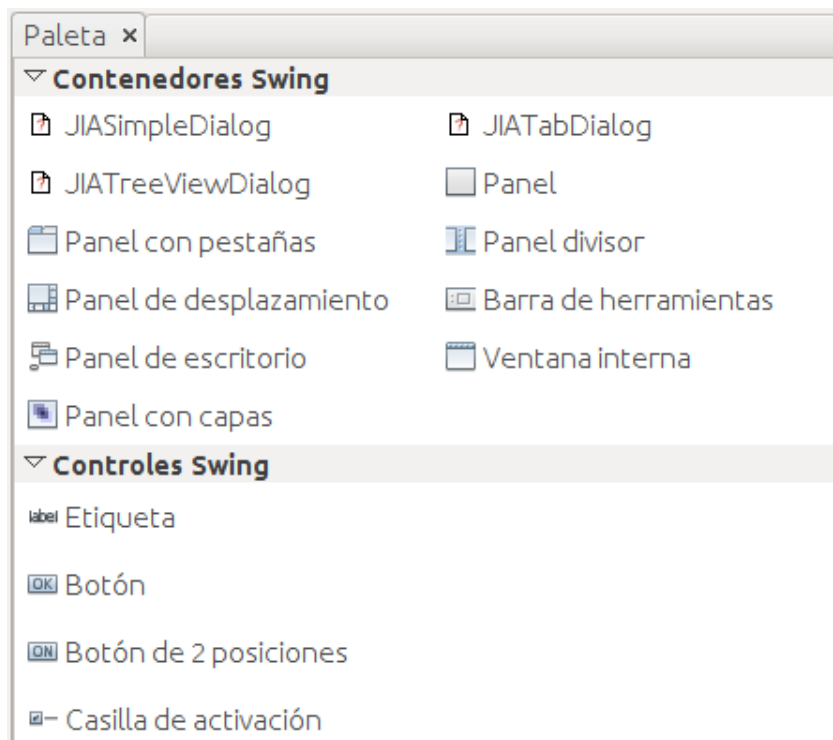 Paleta ×
Contenedores Swing
JIASimpleDialog JIATabDialog
JIATreeViewDialog Panel
Panel con pestañas Panel divisor
Panel de desplazamiento Barra de herramientas
Panel de escritorio Ventana interna
Panel con capas
Controles Swing
label Etiqueta
OK Botón
ON Botón de 2 posiciones
Casilla de activación